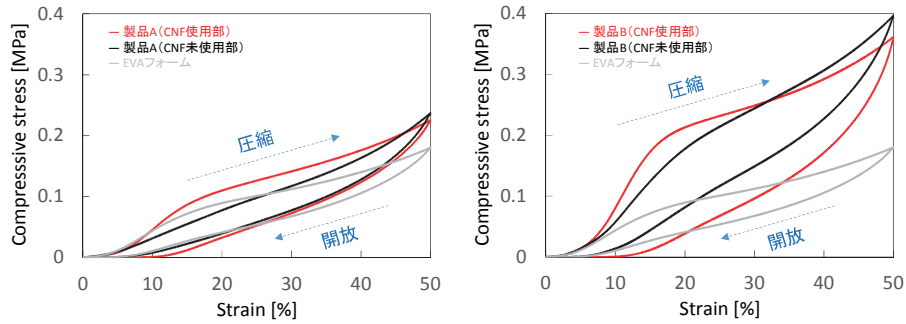 0.4
0.3
0.2
0.1
0
Compresssive stress [MPa]
製品A(CNF使用部)
製品A(CNF未使用部)
EVAフォーム
圧縮
開放
0 10 20 30 40 50
Strain [%]
0.4
0.3
0.2
0.1
0
Compressive stress [MPa]
製品B(CNF使用部)
製品B(CNF未使用部)
EVAフォーム
圧縮
開放
0 10 20 30 40 50
Strain [%]